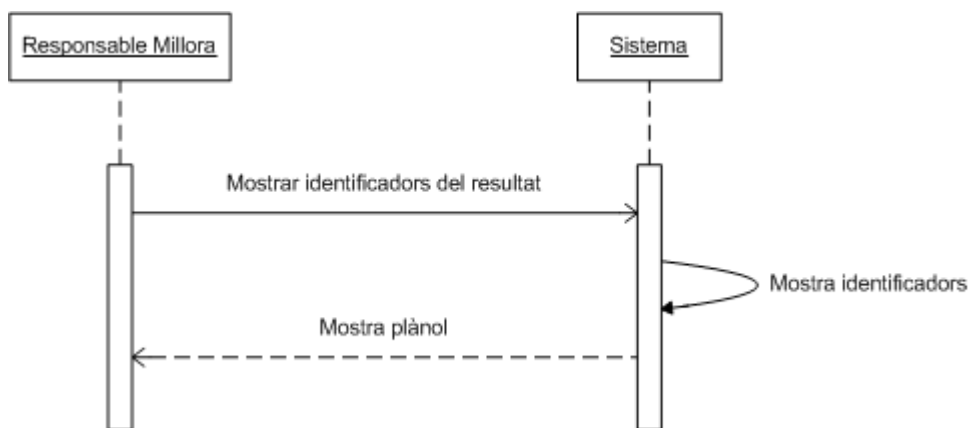 Responsable Millora
Sistema
Mostrar identificadors del resultat
Mostra identificadors
Mostra plànol